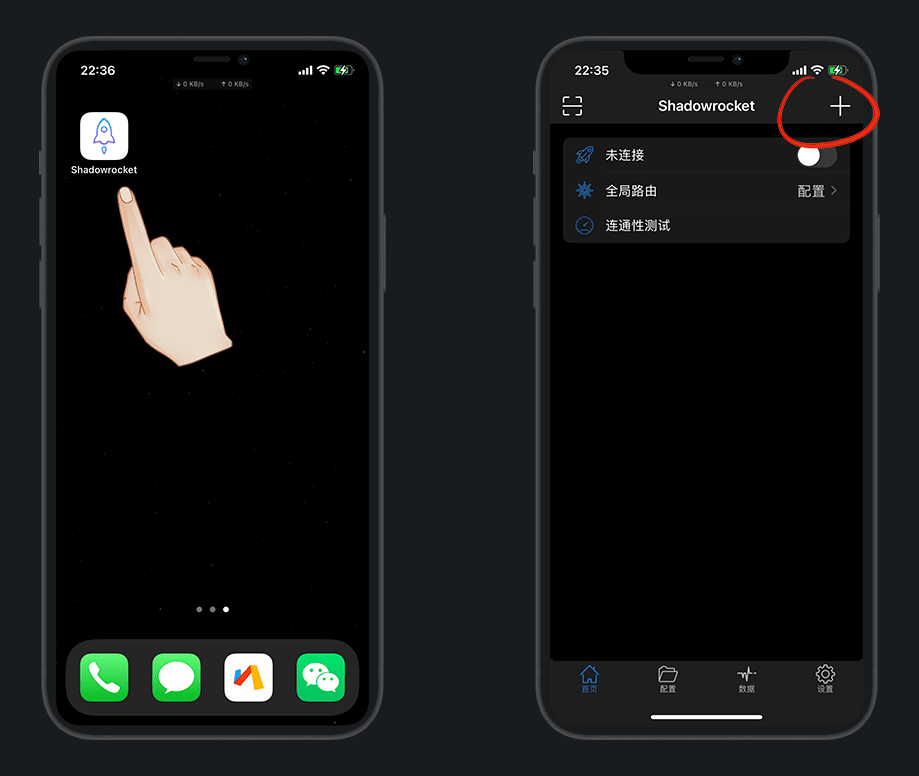 22:36
↓ 0 KB/s ↑ 0 KB/s
Shadowrocket
22:35
↓ 0 KB/s ↑ 0 KB/s
Shadowrocket
未连接
全局路由 配置
连通性测试
首页 配置 数据 设置